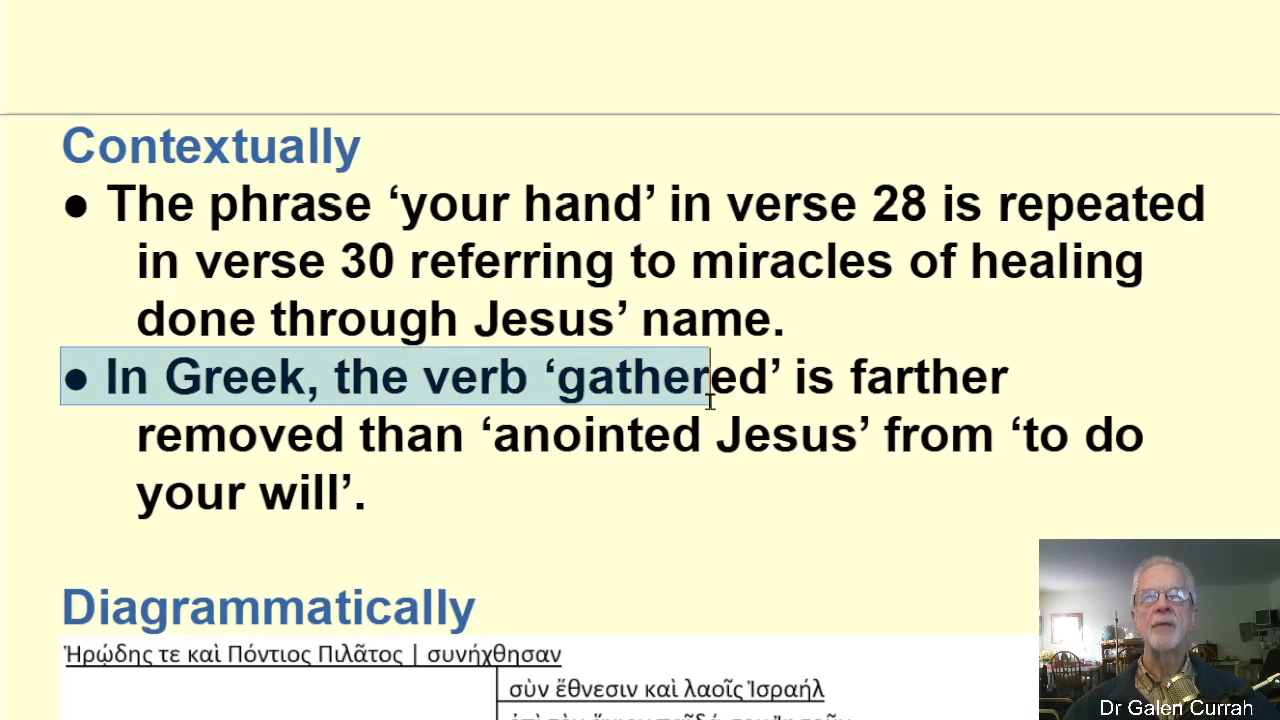 Contextually
● The phrase ‘your hand’ in verse 28 is repeated
in verse 30 referring to miracles of healing
done through Jesus’ name.
● In Greek, the verb ‘gathered’ is farther
removed than ‘anointed Jesus’ from ‘to do
your will’.
Diagrammatically
Ἡρῴδης τε καὶ Πόντιος Πιλᾶτος | συνήχθησαν
σὺν ἔθνεσιν καὶ λαοῖς Ἰσραήλ
Dr Galen Currah